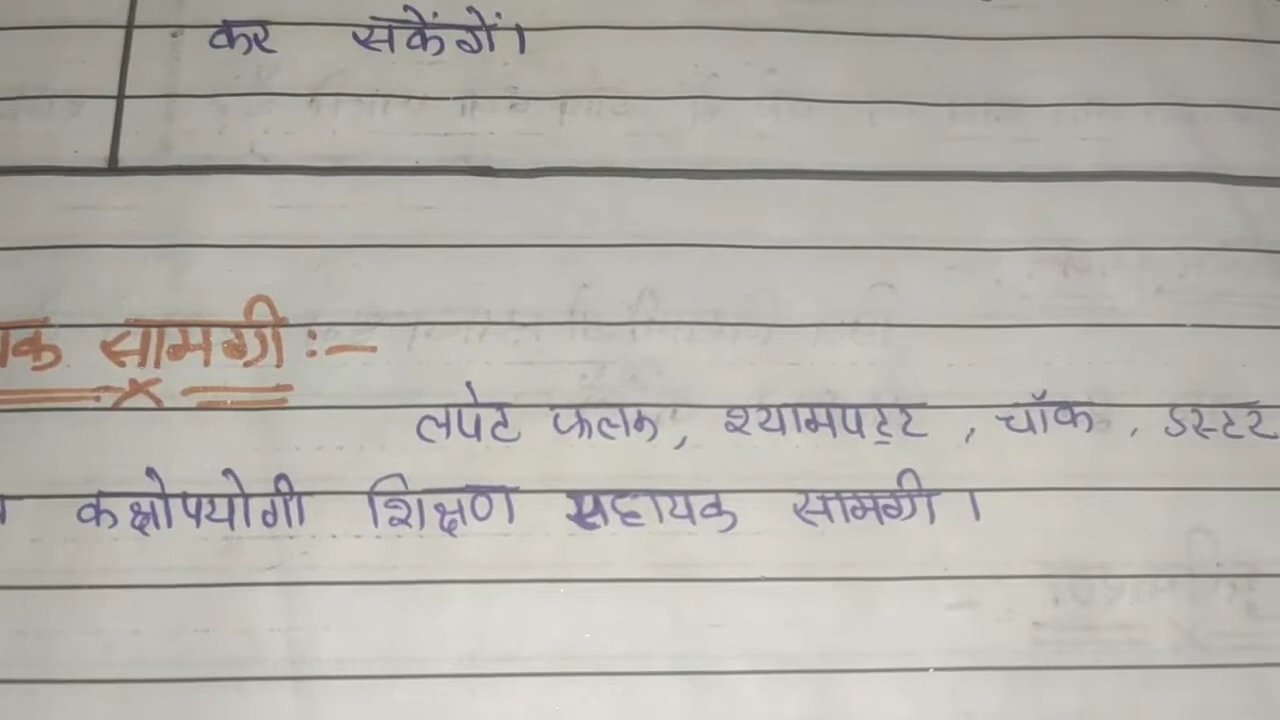 कर सकेंगें।
सामग्री :-
लपेट फलक, श्यामपट्ट , चॉक , डस्टर
कक्षोपयोगी शिक्षण सहायक सामग्री ।